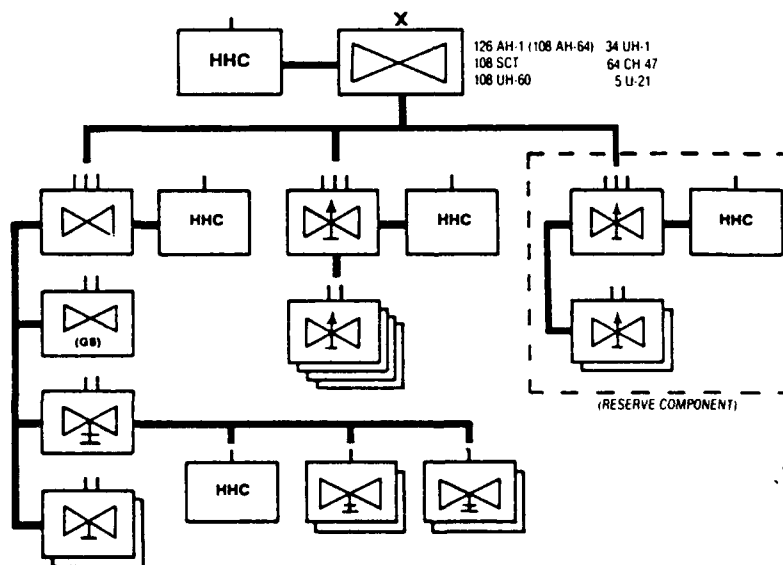 X
HHC
126 AH-1 (108 AH-64) 34 UH-1
108 SCT 64 CH 47
108 UH-60 5 U-21
HHC
HHC
HHC
(GS)
(RESERVE COMPONENT)
HHC